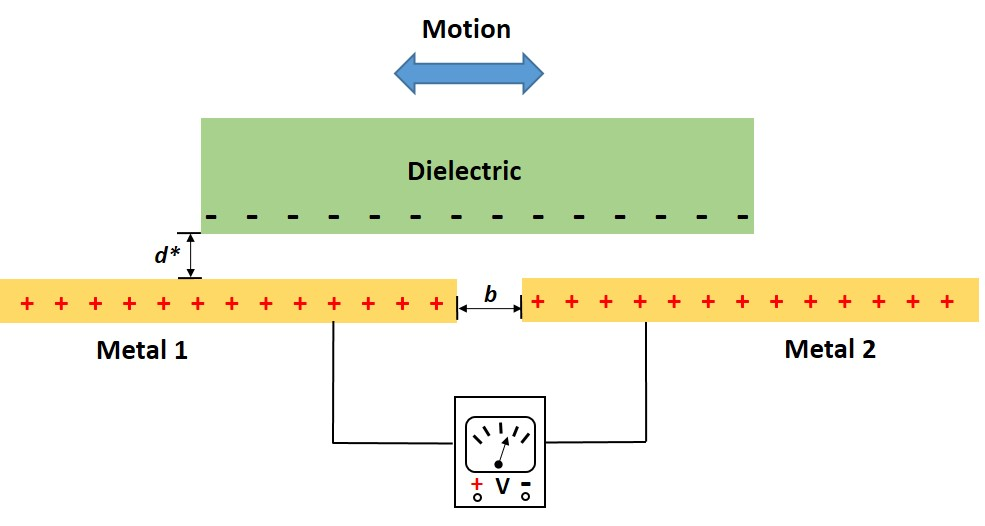 Motion
Dielectric
- - - - - - - - - - - - - -
d*
+ + + + + + + + + + + + +
b
+ + + + + + + + + + + + +
Metal 1
Metal 2
+ V -